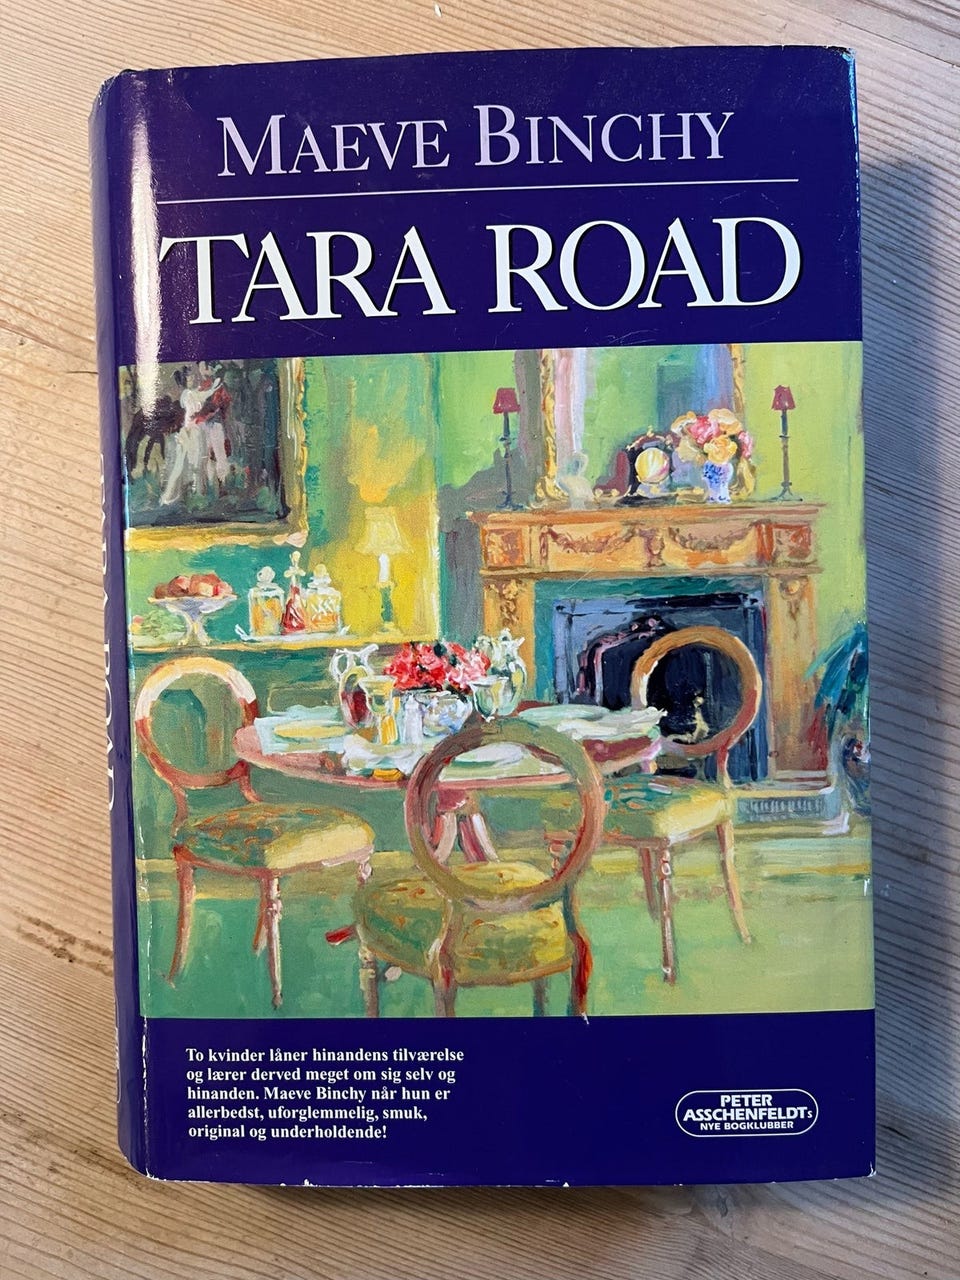 MAEVE BINCHY
TARA ROAD
To kvinder låner hinandens tilværelse
og lærer derved meget om sig selv og
hinanden. Maeve Binchy når hun er
allerbedst, uforglemmelig, smuk,
original og underholdende!
PETER
ASSCHENFELDTs
NYE BOGKLUBBER